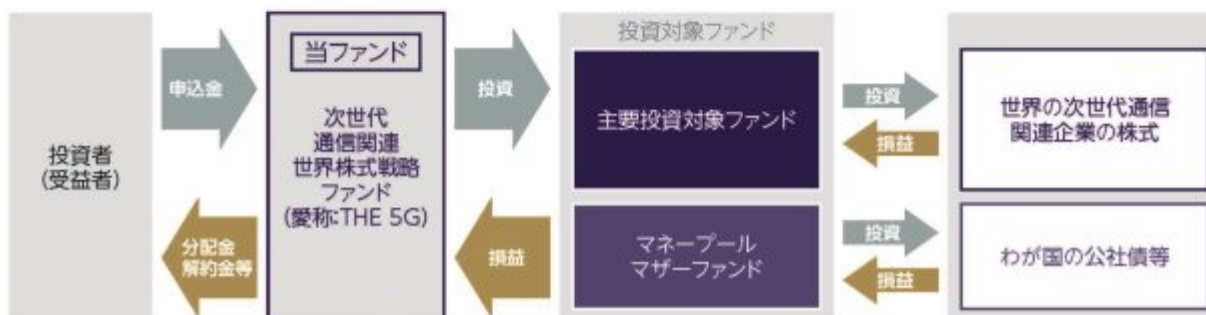 投資者
(受益者)
申込金
分配金
解約金等
当ファンド
次世代
通信関連
世界株式戦略
ファンド
(愛称:THE 5G)
投資
損益
投資対象ファンド
主要投資対象ファンド
マネープール
マザーファンド
投資
損益
投資
損益
世界の次世代通信
関連企業の株式
わが国の公社債等